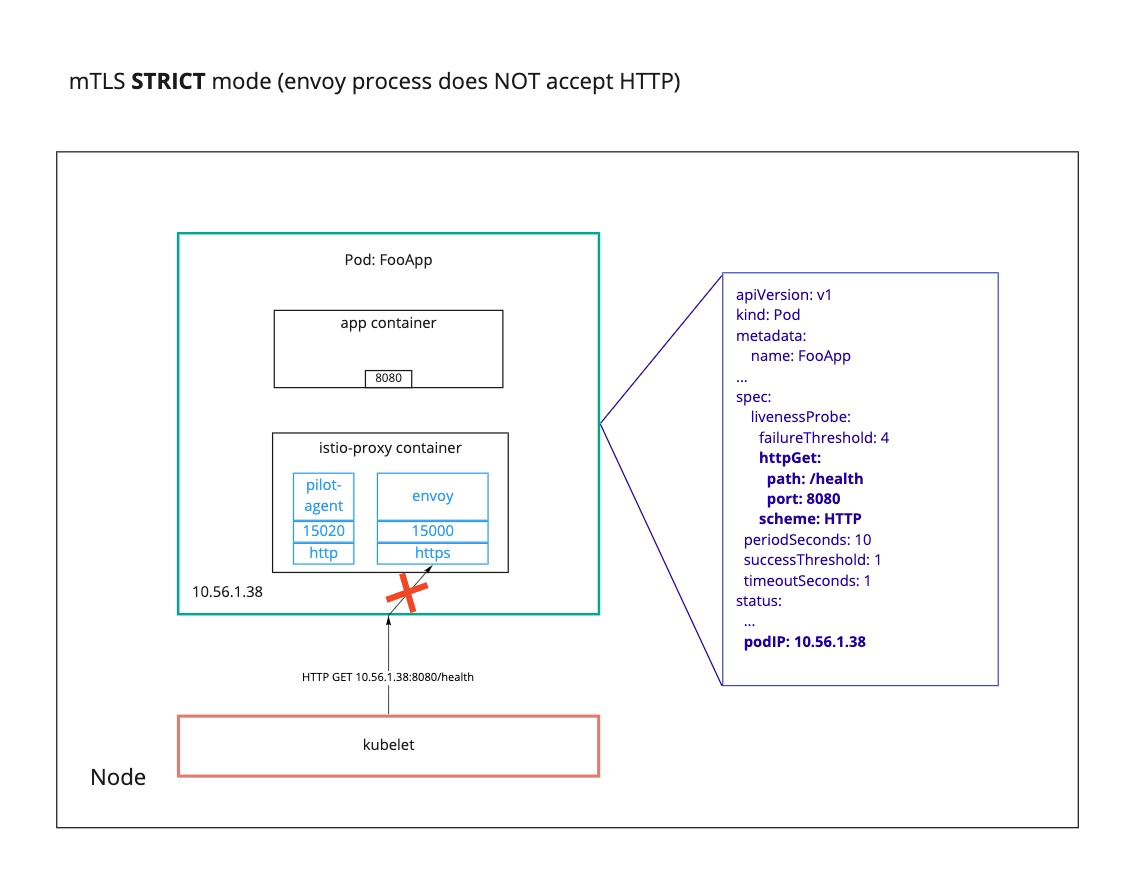 mTLS STRICT mode (envoy process does NOT accept HTTP)
Pod: FooApp
app container
8080
istio-proxy container
pilot-
agent
15020
http
envoy
15000
https
10.56.1.38
HTTP GET 10.56.1.38:8080/health
kubelet
Node
apiVersion: v1
kind: Pod
metadata:
name: FooApp
...
spec:
livenessProbe:
failureThreshold: 4
httpGet:
path: /health
port: 8080
scheme: HTTP
periodSeconds: 10
successThreshold: 1
timeoutSeconds: 1
status:
...
podIP: 10.56.1.38